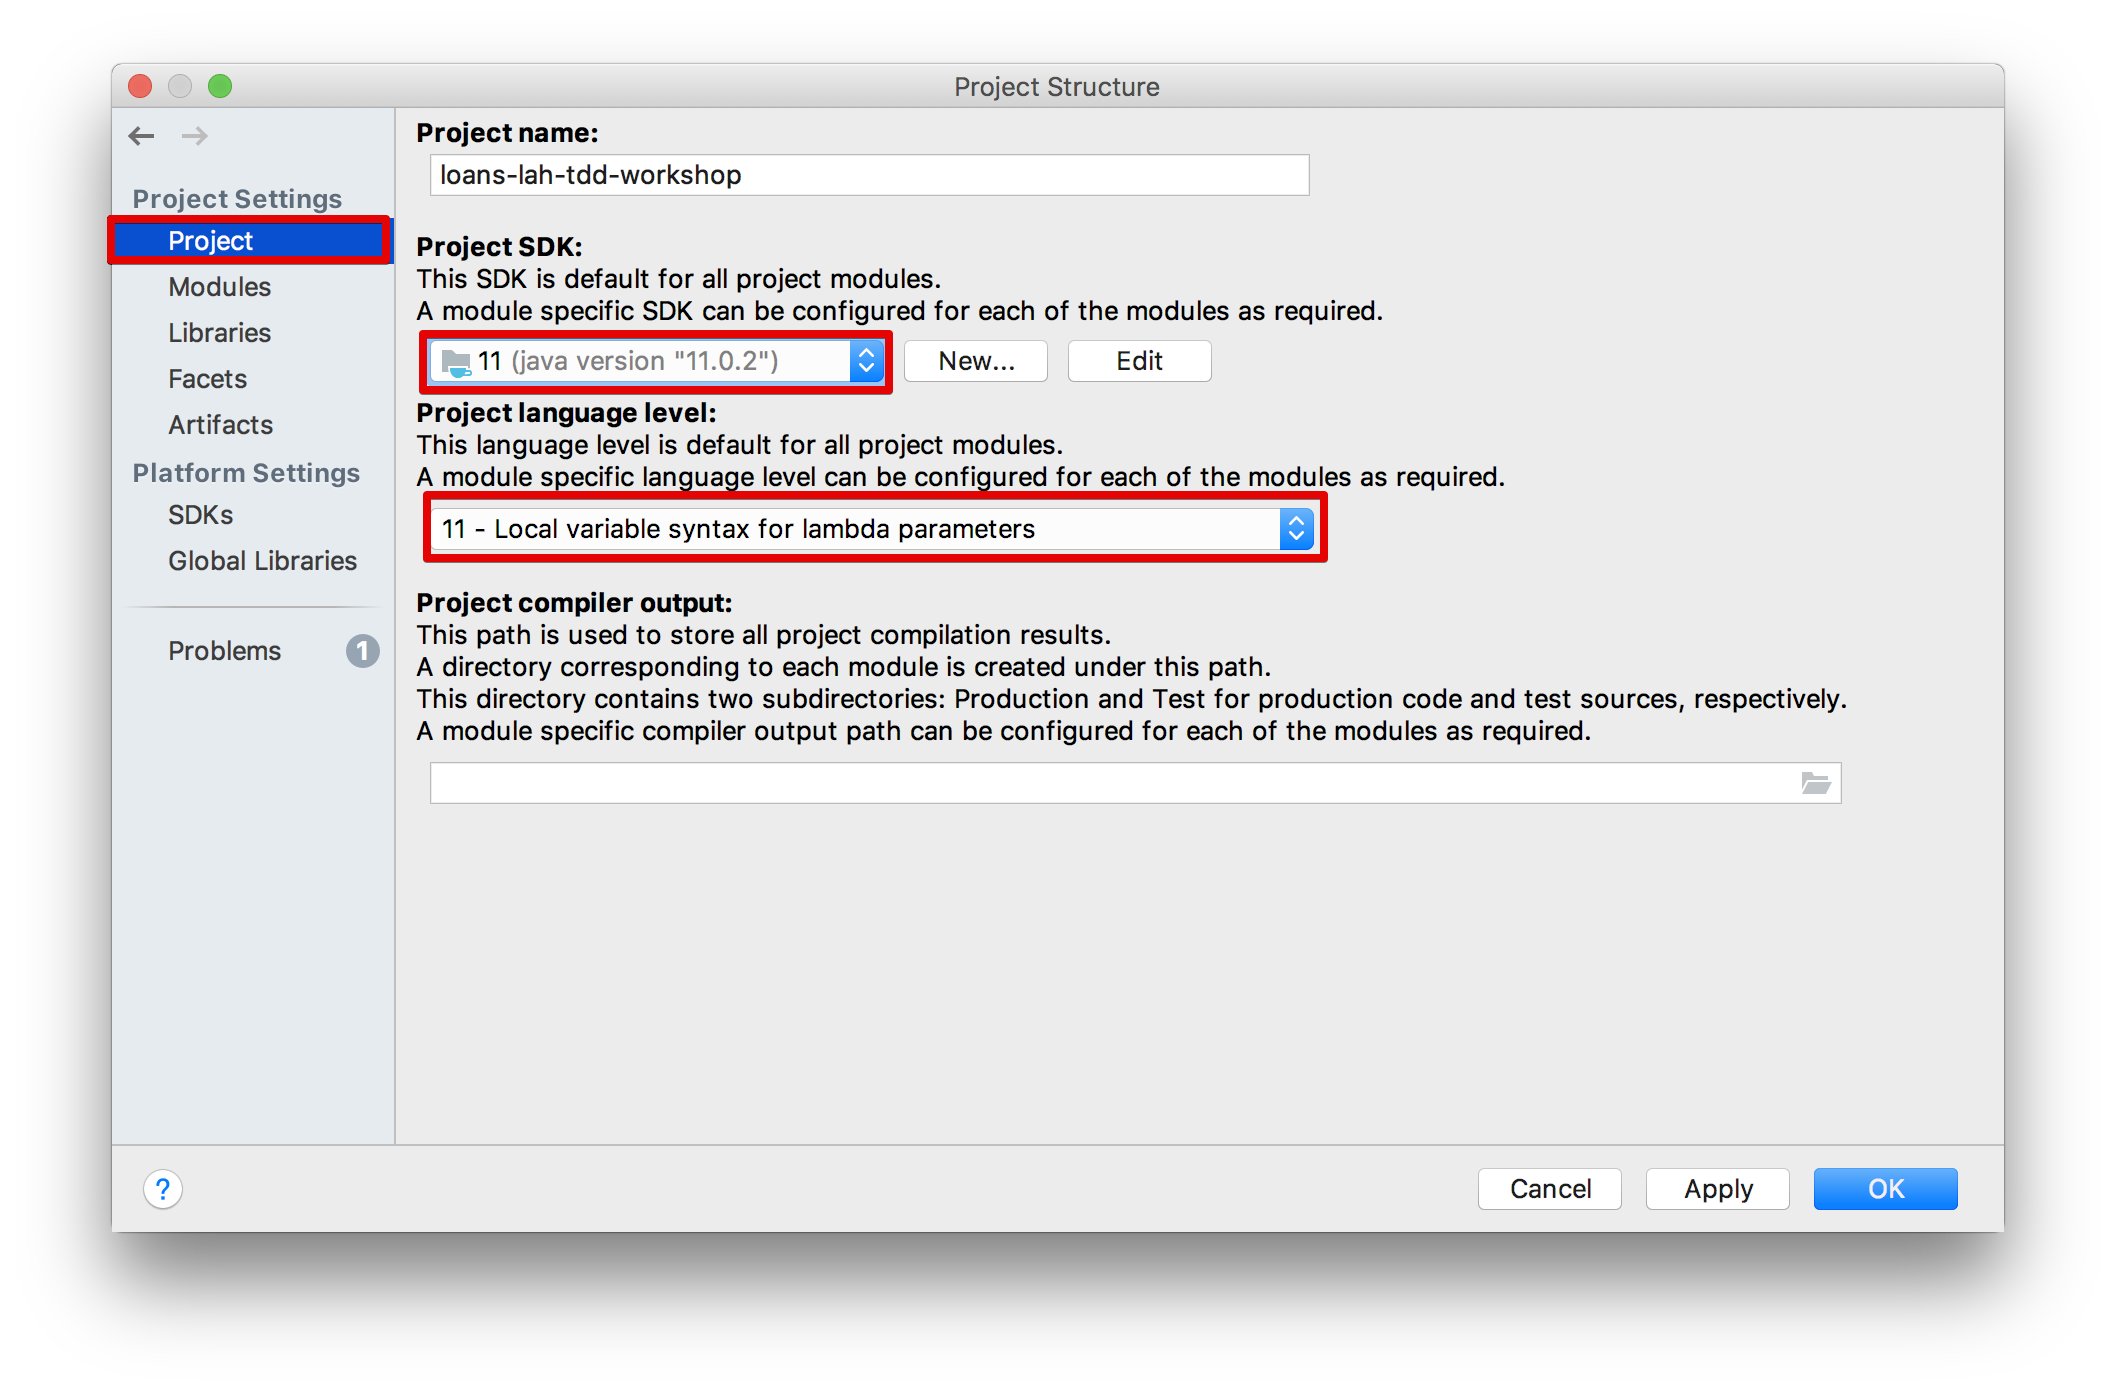 Project Structure
Project Settings
Project
Modules
Libraries
Facets
Artifacts
Platform Settings
SDKs
Global Libraries
Problems 1
Project name:
loans-lah-tdd-workshop
Project SDK:
This SDK is default for all project modules.
A module specific SDK can be configured for each of the modules as required.
11 (java version "11.0.2") New... Edit
Project language level:
This language level is default for all project modules.
A module specific language level can be configured for each of the modules as required.
11 - Local variable syntax for lambda parameters
Project compiler output:
This path is used to store all project compilation results.
A directory corresponding to each module is created under this path.
This directory contains two subdirectories: Production and Test for production code and test sources, respectively.
A module specific compiler output path can be configured for each of the modules as required.
? Cancel Apply OK